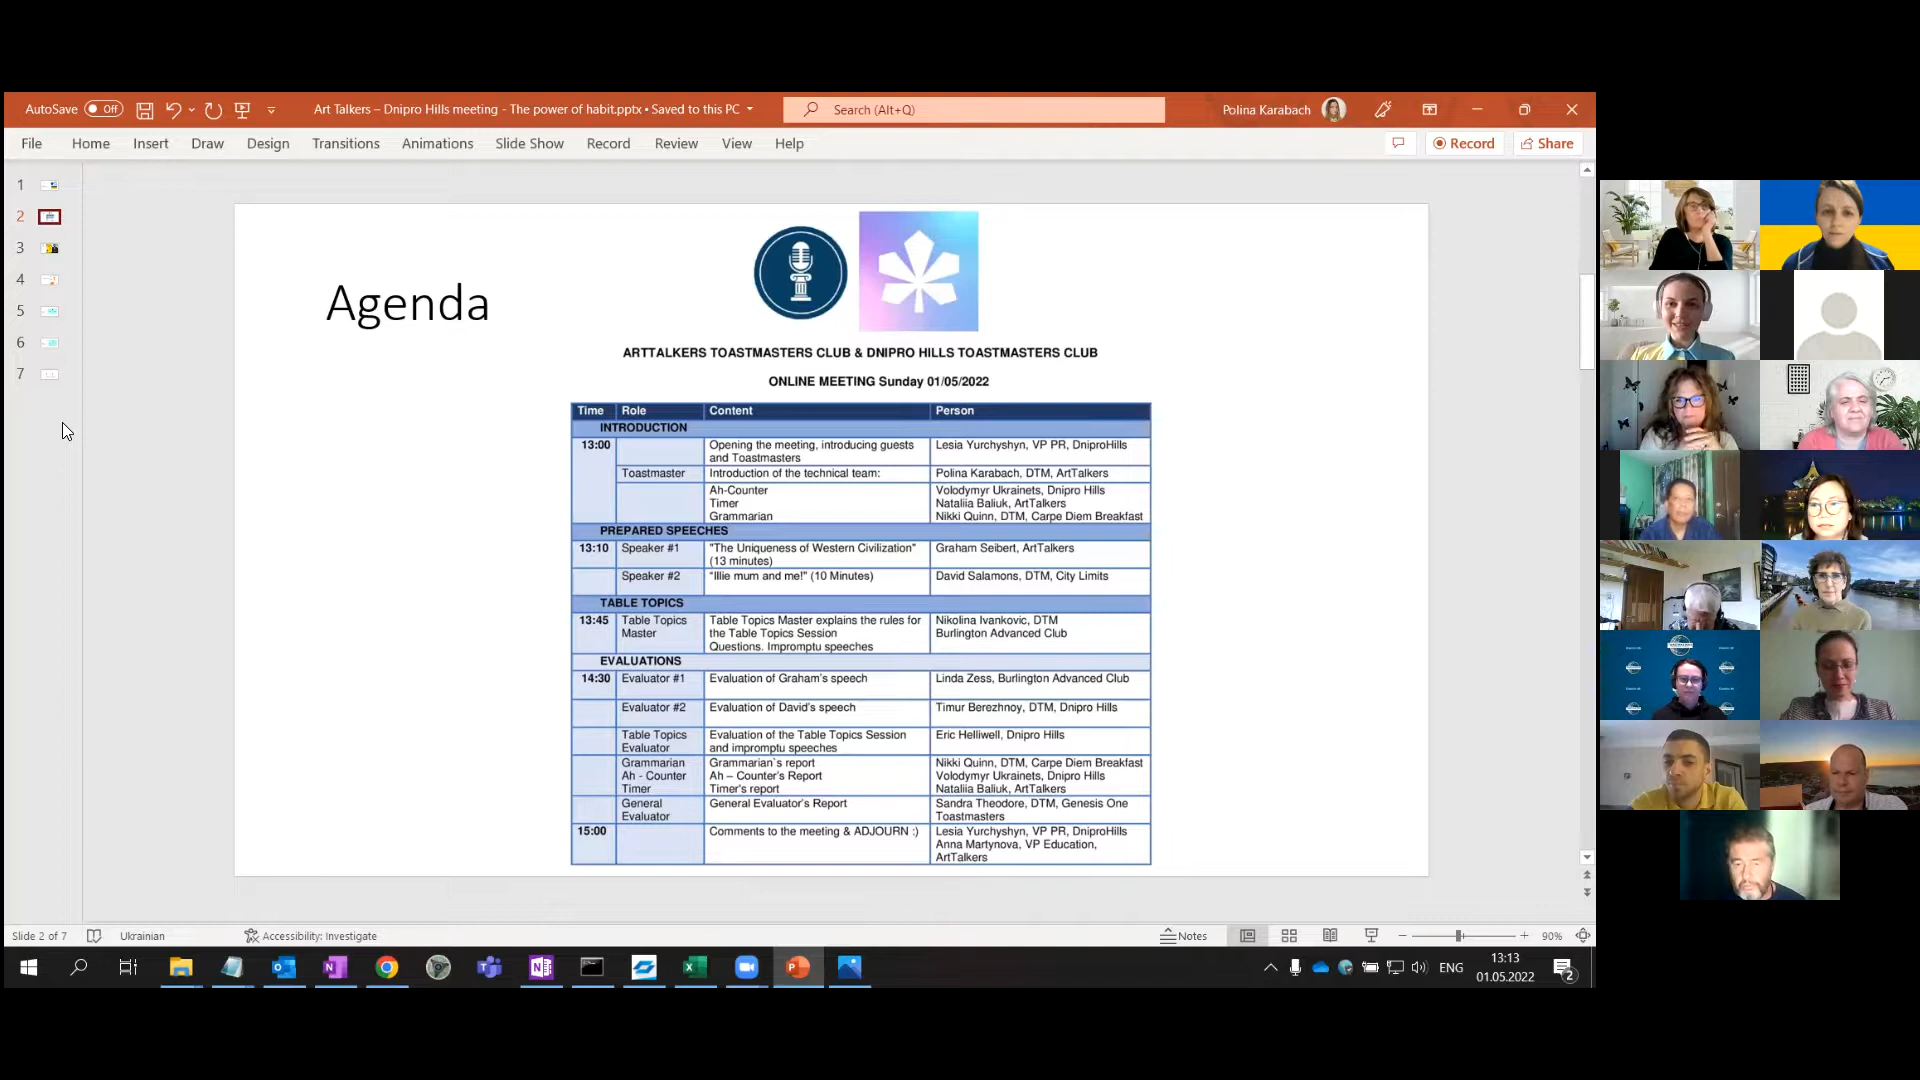 AutoSave Off
Art Talkers – Dnipro Hills meeting - The power of habit.pptx • Saved to this PC
Search (Alt+Q)
Polina Karabach
File Home Insert Draw Design Transitions Animations Slide Show Record Review View Help
Record Share
1
2
3
4
5
6
7
Agenda
ARTTALKERS TOASTMASTERS CLUB & DNIPRO HILLS TOASTMASTERS CLUB
ONLINE MEETING Sunday 01/05/2022
Time Role Content Person
INTRODUCTION
13:00 Opening the meeting, introducing guests Lesia Yurchyshyn, VP PR, DniproHills
and Toastmasters
Toastmaster Introduction of the technical team: Polina Karabach, DTM, ArtTalkers
Ah-Counter Volodymyr Ukrainets, Dnipro Hills
Timer Nataliia Baliuk, ArtTalkers
Grammarian Nikki Quinn, DTM, Carpe Diem Breakfast
PREPARED SPEECHES
13:10 Speaker #1 "The Uniqueness of Western Civilization" Graham Seibert, ArtTalkers
(13 minutes)
Speaker #2 "Illie mum and me!" (10 Minutes) David Salamons, DTM, City Limits
TABLE TOPICS
13:45 Table Topics Table Topics Master explains the rules for Nikolina Ivankovic, DTM
Master the Table Topics Session Burlington Advanced Club
Questions. Impromptu speeches
EVALUATIONS
14:30 Evaluator #1 Evaluation of Graham's speech Linda Zess, Burlington Advanced Club
Evaluator #2 Evaluation of David's speech Timur Berezhnoy, DTM, Dnipro Hills
Table Topics Evaluation of the Table Topics Session Eric Helliwell, Dnipro Hills
Evaluator and impromptu speeches
Grammarian Grammarian`s report Nikki Quinn, DTM, Carpe Diem Breakfast
Ah - Counter Ah – Counter's Report Volodymyr Ukrainets, Dnipro Hills
Timer Timer's report Nataliia Baliuk, ArtTalkers
General General Evaluator's Report Sandra Theodore, DTM, Genesis One
Evaluator Toastmasters
15:00 Comments to the meeting & ADJOURN :) Lesia Yurchyshyn, VP PR, DniproHills
Anna Martynova, VP Education,
ArtTalkers
Slide 2 of 7 Ukrainian Accessibility: Investigate Notes 90%
ENG 13:13
01.05.2022 2